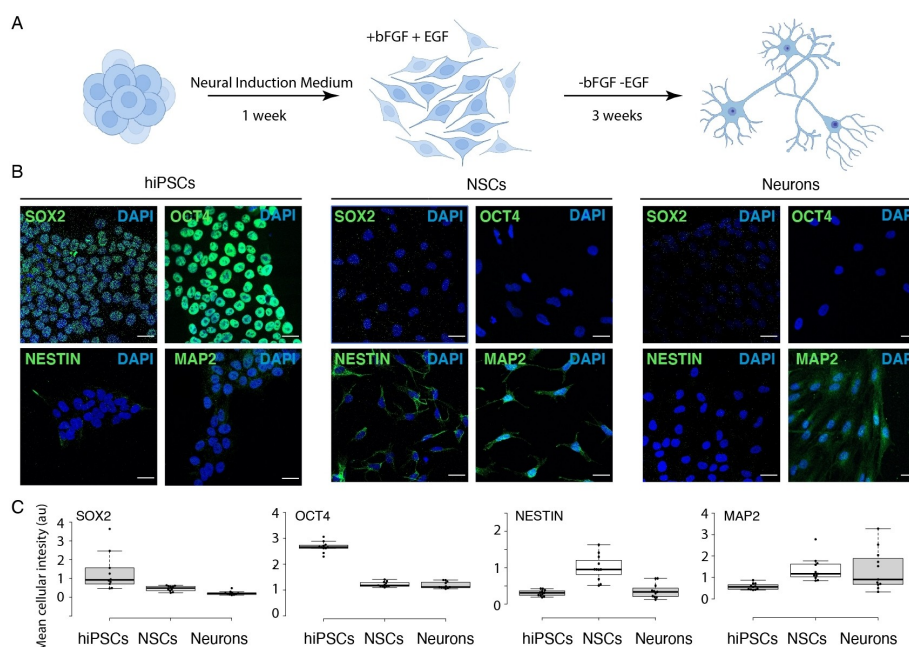 A
+bFGF + EGF
Neural Induction Medium
1 week
-bFGF -EGF
3 weeks
B
hiPSCs
NSCs
Neurons
SOX2 DAPI
OCT4 DAPI
SOX2 DAPI
OCT4
SOX2 DAPI
OCT4
NESTIN DAPI
MAP2 DAPI
NESTIN DAPI
MAP2 DAPI
NESTIN DAPI
MAP2 DAPI
C
Mean cellular intesity (au)
SOX2
4
3
2
1
0
hiPSCs NSCs Neurons
OCT4
4
3
2
1
0
hiPSCs NSCs Neurons
NESTIN
2
1
0
hiPSCs NSCs Neurons
MAP2
4
3
2
1
0
hiPSCs NSCs Neurons